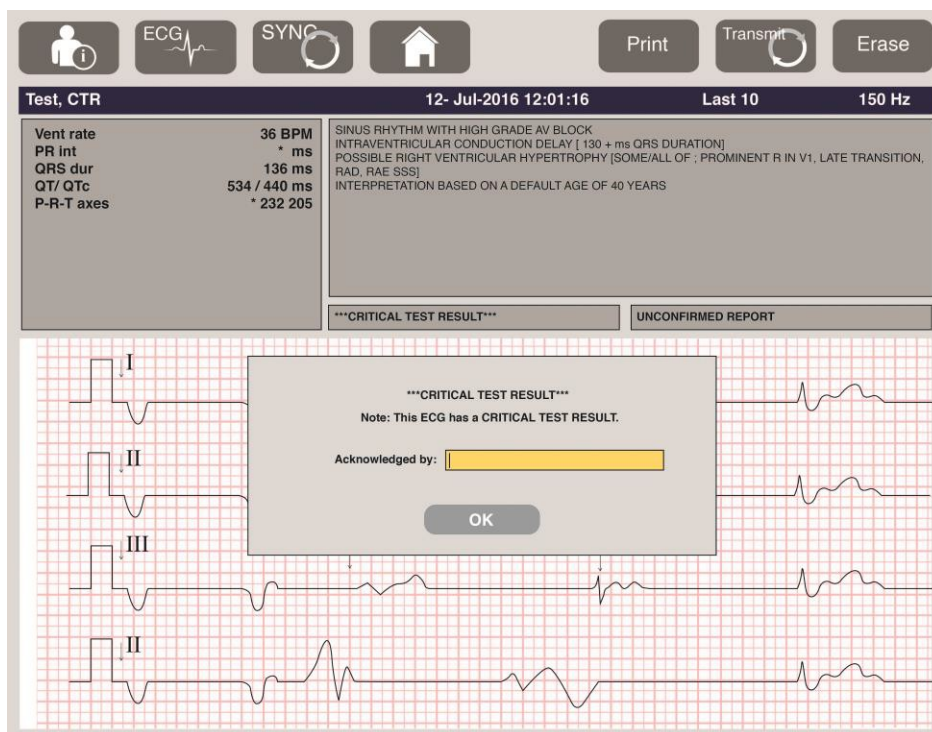 i
ECG
SYNC
Print
Transmit
Erase
Test, CTR 12- Jul-2016 12:01:16 Last 10 150 Hz
Vent rate 36 BPM
PR int * ms
QRS dur 136 ms
QT/ QTc 534 / 440 ms
P-R-T axes * 232 205
SINUS RHYTHM WITH HIGH GRADE AV BLOCK
INTRAVENTRICULAR CONDUCTION DELAY [ 130 + ms QRS DURATION]
POSSIBLE RIGHT VENTRICULAR HYPERTROPHY [SOME/ALL OF ; PROMINENT R IN V1, LATE TRANSITION,
RAD, RAE SSS]
INTERPRETATION BASED ON A DEFAULT AGE OF 40 YEARS
***CRITICAL TEST RESULT***
UNCONFIRMED REPORT
I
II
III
II
***CRITICAL TEST RESULT***
Note: This ECG has a CRITICAL TEST RESULT.
Acknowledged by:
OK